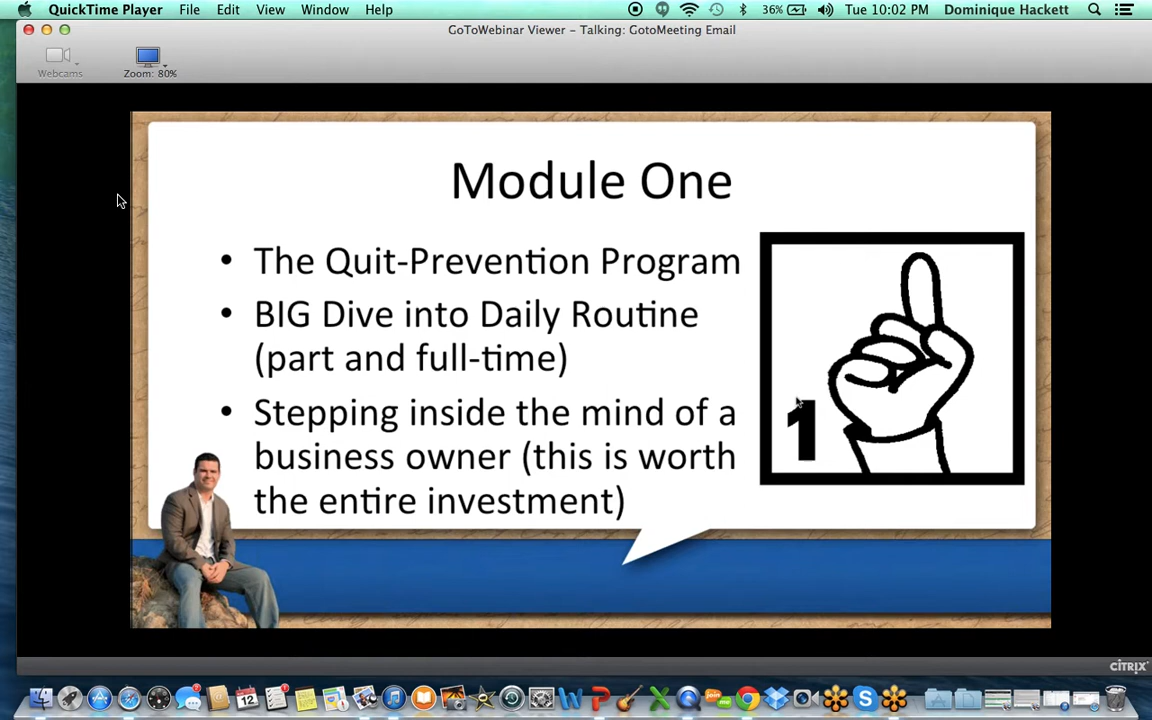 QuickTime Player File Edit View Window Help 36% Tue 10:02 PM Dominique Hackett
GoToWebinar Viewer – Talking: GotoMeeting Email
Webcams
Zoom: 80%
Module One
• The Quit-Prevention Program
• BIG Dive into Daily Routine
(part and full-time)
• Stepping inside the mind of a
business owner (this is worth
the entire investment)
1
CITRIX